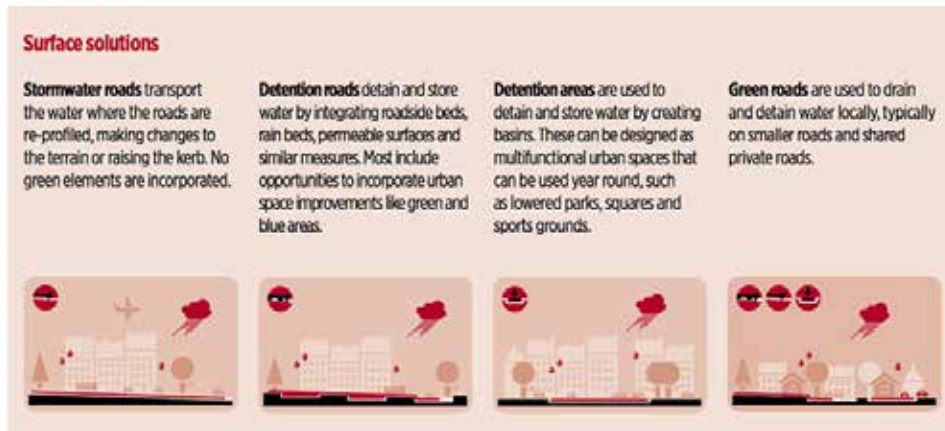 Surface solutions
Stormwater roads transport
the water where the roads are
re-profiled, making changes to
the terrain or raising the kerb. No
green elements are incorporated.
Detention roads detain and store
water by integrating roadside beds,
rain beds, permeable surfaces and
similar measures. Most include
opportunities to incorporate urban
space improvements like green and
blue areas.
Detention areas are used to
detain and store water by creating
basins. These can be designed as
multifunctional urban spaces that
can be used year round, such
as lowered parks, squares and
sports grounds.
Green roads are used to drain
and detain water locally, typically
on smaller roads and shared
private roads.